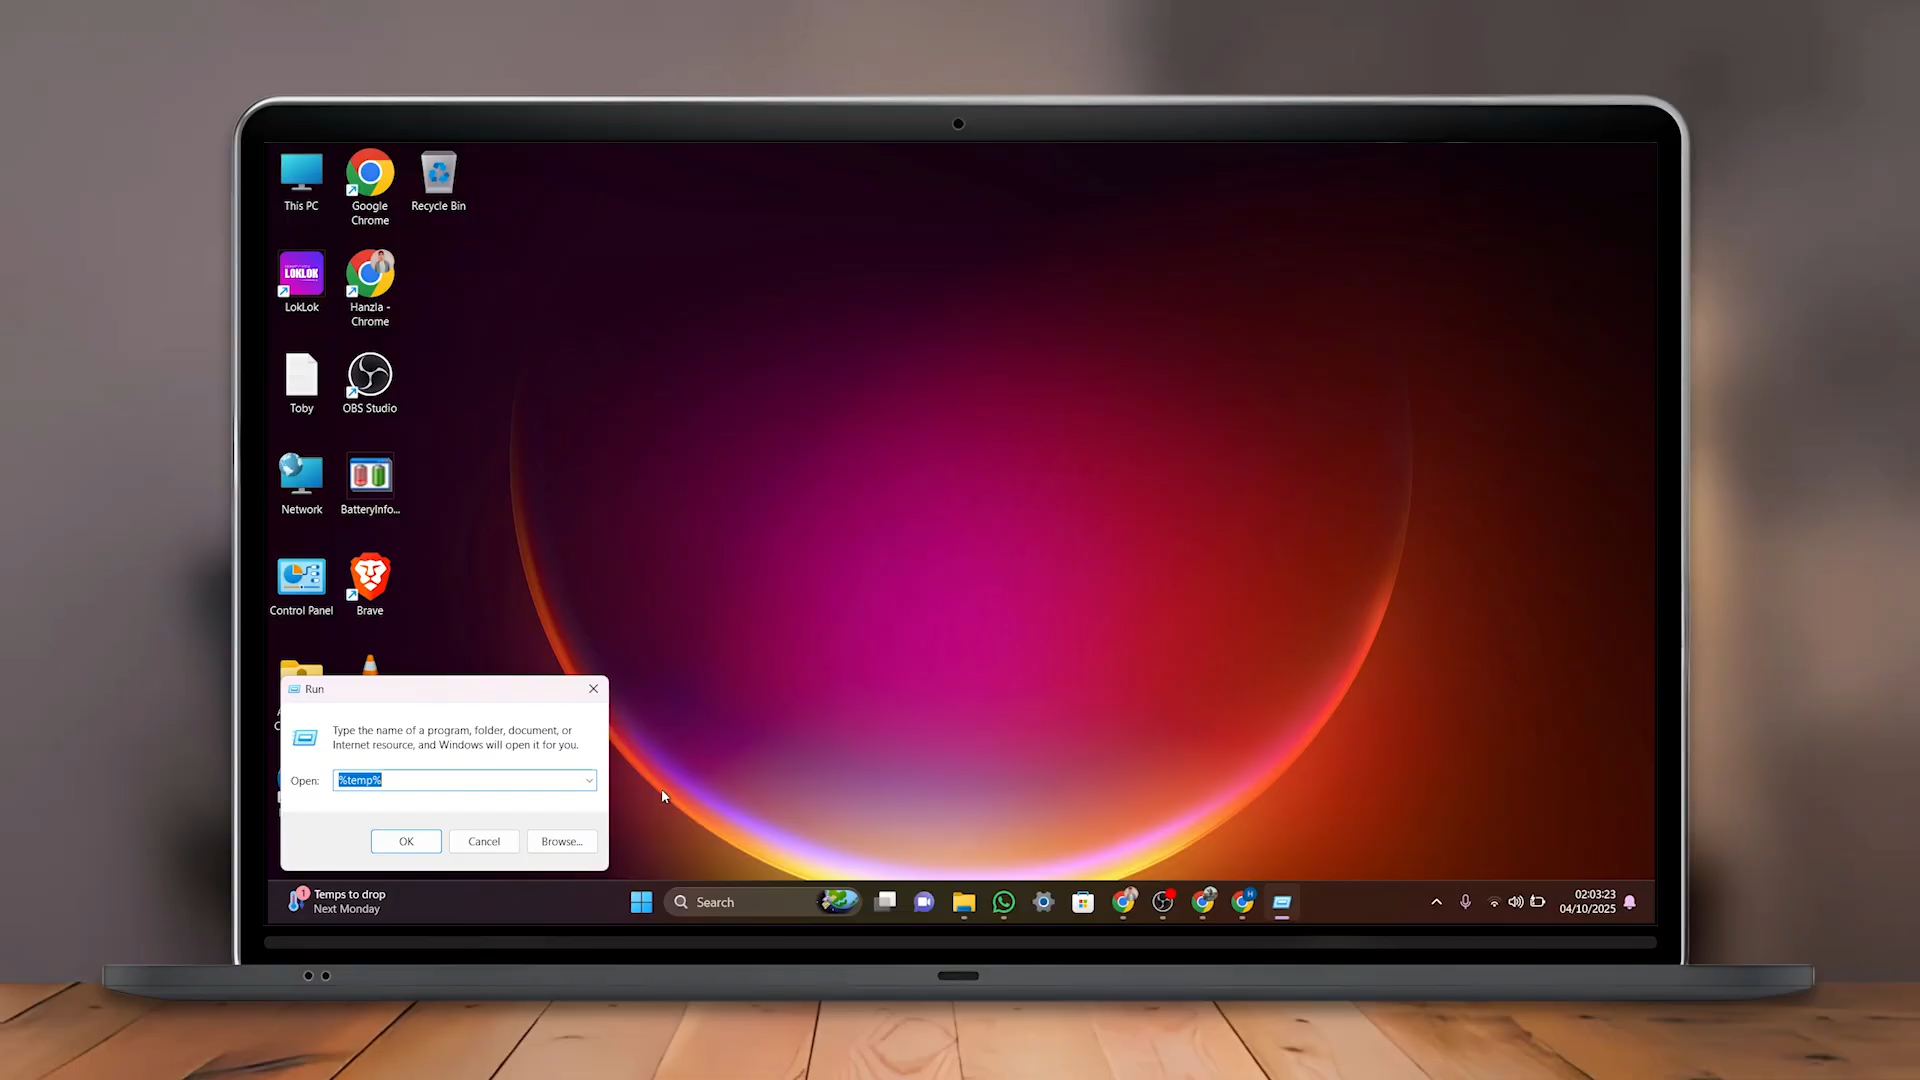 This PC
Google
Chrome
Recycle Bin
LOKLOK
LokLok
Hanzla -
Chrome
Toby
OBS Studio
Network
BatteryInfo...
Control Panel
Brave
Run
Type the name of a program, folder, document, or
Internet resource, and Windows will open it for you.
Open:
%temp%
OK
Cancel
Browse...
1
Temps to drop
Next Monday
Search
H
02:03:23
04/10/2025